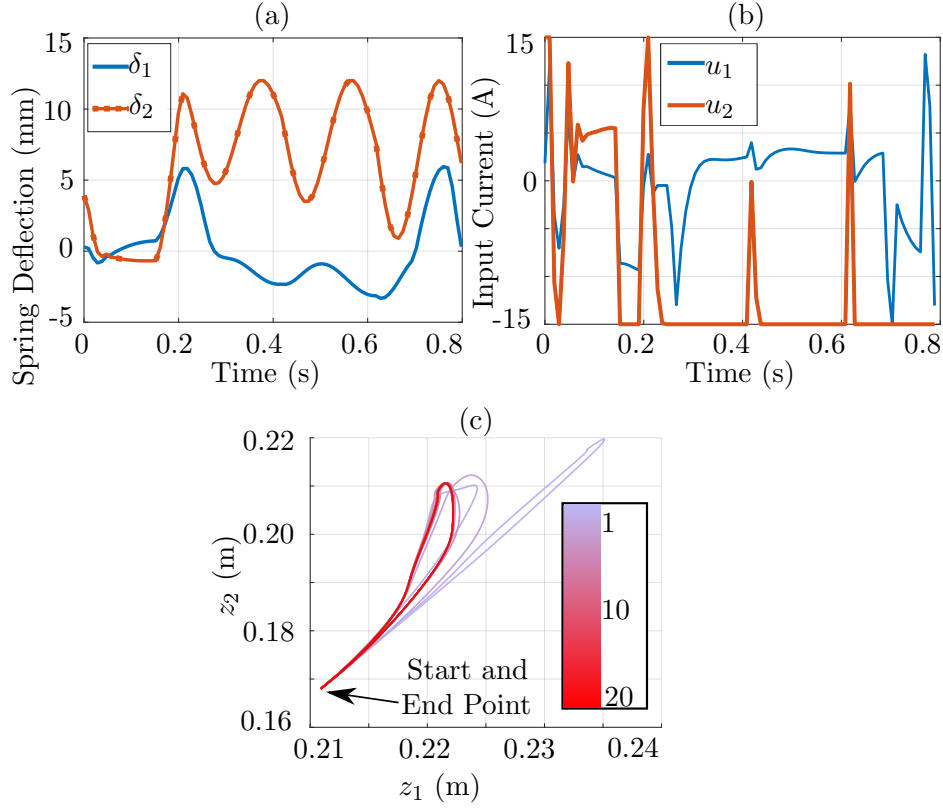 (a)
Spring Deflection (mm)
15
10
5
0
-5
δ1
δ2
0 0.2 0.4 0.6 0.8
Time (s)
(b)
Input Current (A)
15
0
-15
u1
u2
0 0.2 0.4 0.6 0.8
Time (s)
(c)
z2 (m)
0.22
0.20
0.18
0.16
1
10
20
Start and
End Point
0.21 0.22 0.23 0.24
z1 (m)